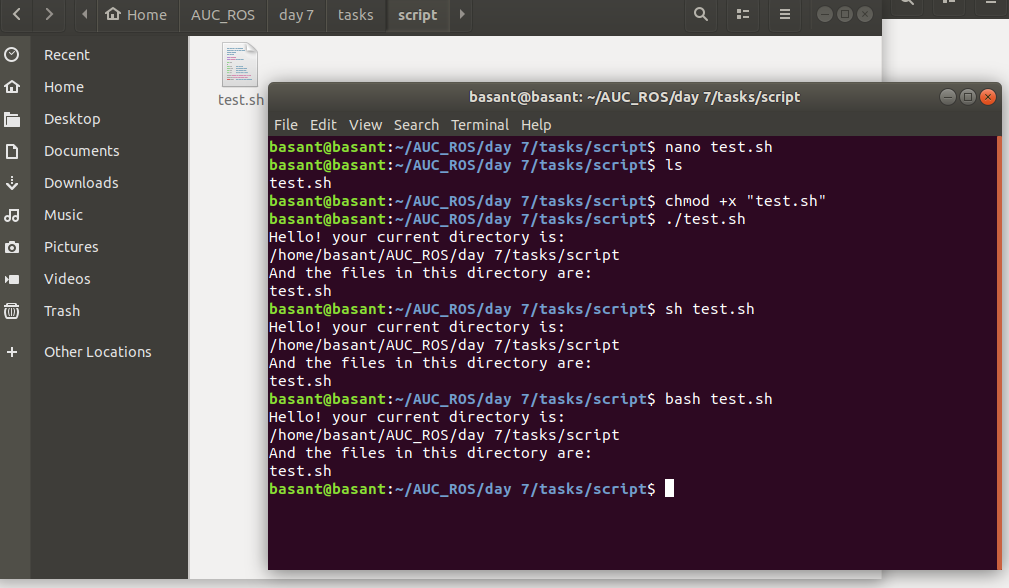 Home AUC_ROS day 7 tasks script
Recent
Home
Desktop
Documents
Downloads
Music
Pictures
Videos
Trash
Other Locations
test.sh
basant@basant: ~/AUC_ROS/day 7/tasks/script
File Edit View Search Terminal Help
basant@basant:~/AUC_ROS/day 7/tasks/script$ nano test.sh
basant@basant:~/AUC_ROS/day 7/tasks/script$ ls
test.sh
basant@basant:~/AUC_ROS/day 7/tasks/script$ chmod +x "test.sh"
basant@basant:~/AUC_ROS/day 7/tasks/script$ ./test.sh
Hello! your current directory is:
/home/basant/AUC_ROS/day 7/tasks/script
And the files in this directory are:
test.sh
basant@basant:~/AUC_ROS/day 7/tasks/script$ sh test.sh
Hello! your current directory is:
/home/basant/AUC_ROS/day 7/tasks/script
And the files in this directory are:
test.sh
basant@basant:~/AUC_ROS/day 7/tasks/script$ bash test.sh
Hello! your current directory is:
/home/basant/AUC_ROS/day 7/tasks/script
And the files in this directory are:
test.sh
basant@basant:~/AUC_ROS/day 7/tasks/script$